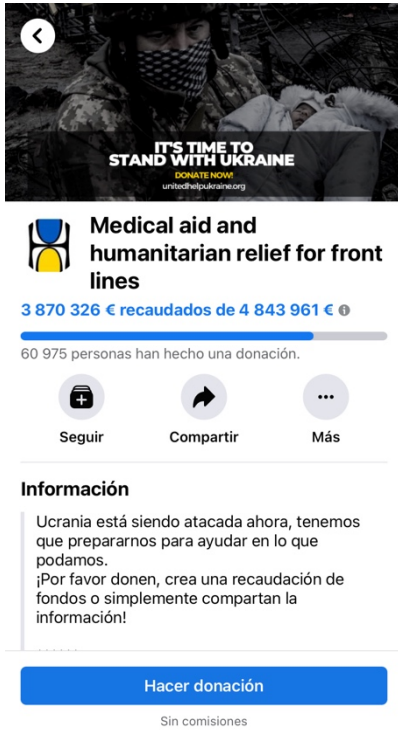 IT'S TIME TO
STAND WITH UKRAINE
DONATE NOW!
unitedhelpukraine.org
Medical aid and
humanitarian relief for front
lines
3 870 326 € recaudados de 4 843 961 €
60 975 personas han hecho una donación.
Seguir Compartir Más
Información
Ucrania está siendo atacada ahora, tenemos
que prepararnos para ayudar en lo que
podamos.
¡Por favor donen, crea una recaudación de
fondos o simplemente compartan la
información!
Hacer donación
Sin comisiones